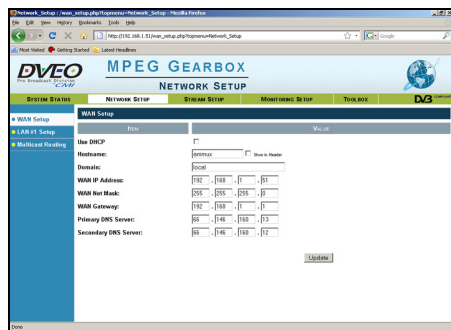 Network_Setup : /wan_setup.php?topmenu=Network_Setup - Mozilla Firefox
File Edit View History Bookmarks Tools Help
http://192.168.1.51/wan_setup.php?topmenu=Network_Setup
Google
Most Visited Getting Started Latest Headlines
DVEO
Pro Broadcast Division
CMI
MPEG GEARBOX
NETWORK SETUP
SYSTEM STATUS NETWORK SETUP STREAM SETUP MONITORING SETUP TOOLBOX DVB
WAN Setup
LAN #1 Setup
Multicast Routing
WAN Setup
ITEM VALUE
Use DHCP
Hostname: emmux Show in Header
Domain: local
WAN IP Address: 192 . 168 . 1 . 51
WAN Net Mask: 255 . 255 . 255 . 0
WAN Gateway: 192 . 168 . 1 . 1
Primary DNS Server: 66 . 146 . 160 . 13
Secondary DNS Server: 66 . 146 . 160 . 12
Update
Done